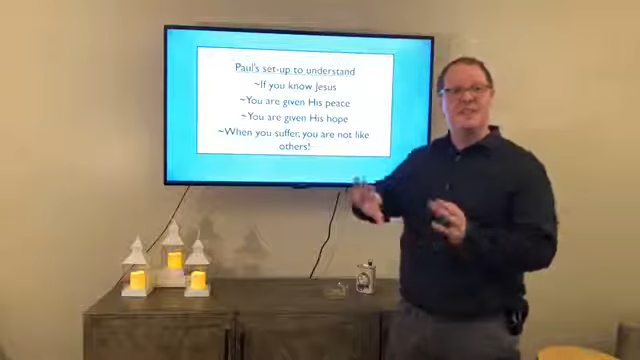 Paul's set-up to understand
~If you know Jesus
~You are given His peace
~You are given His hope
~When you suffer, you are not like
others!